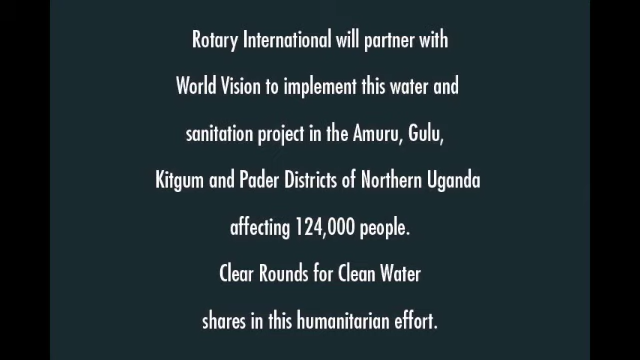 Rotary International will partner with
World Vision to implement this water and
sanitation project in the Amuru, Gulu,
Kitgum and Pader Districts of Northern Uganda
affecting 124,000 people.
Clear Rounds for Clean Water
shares in this humanitarian effort.